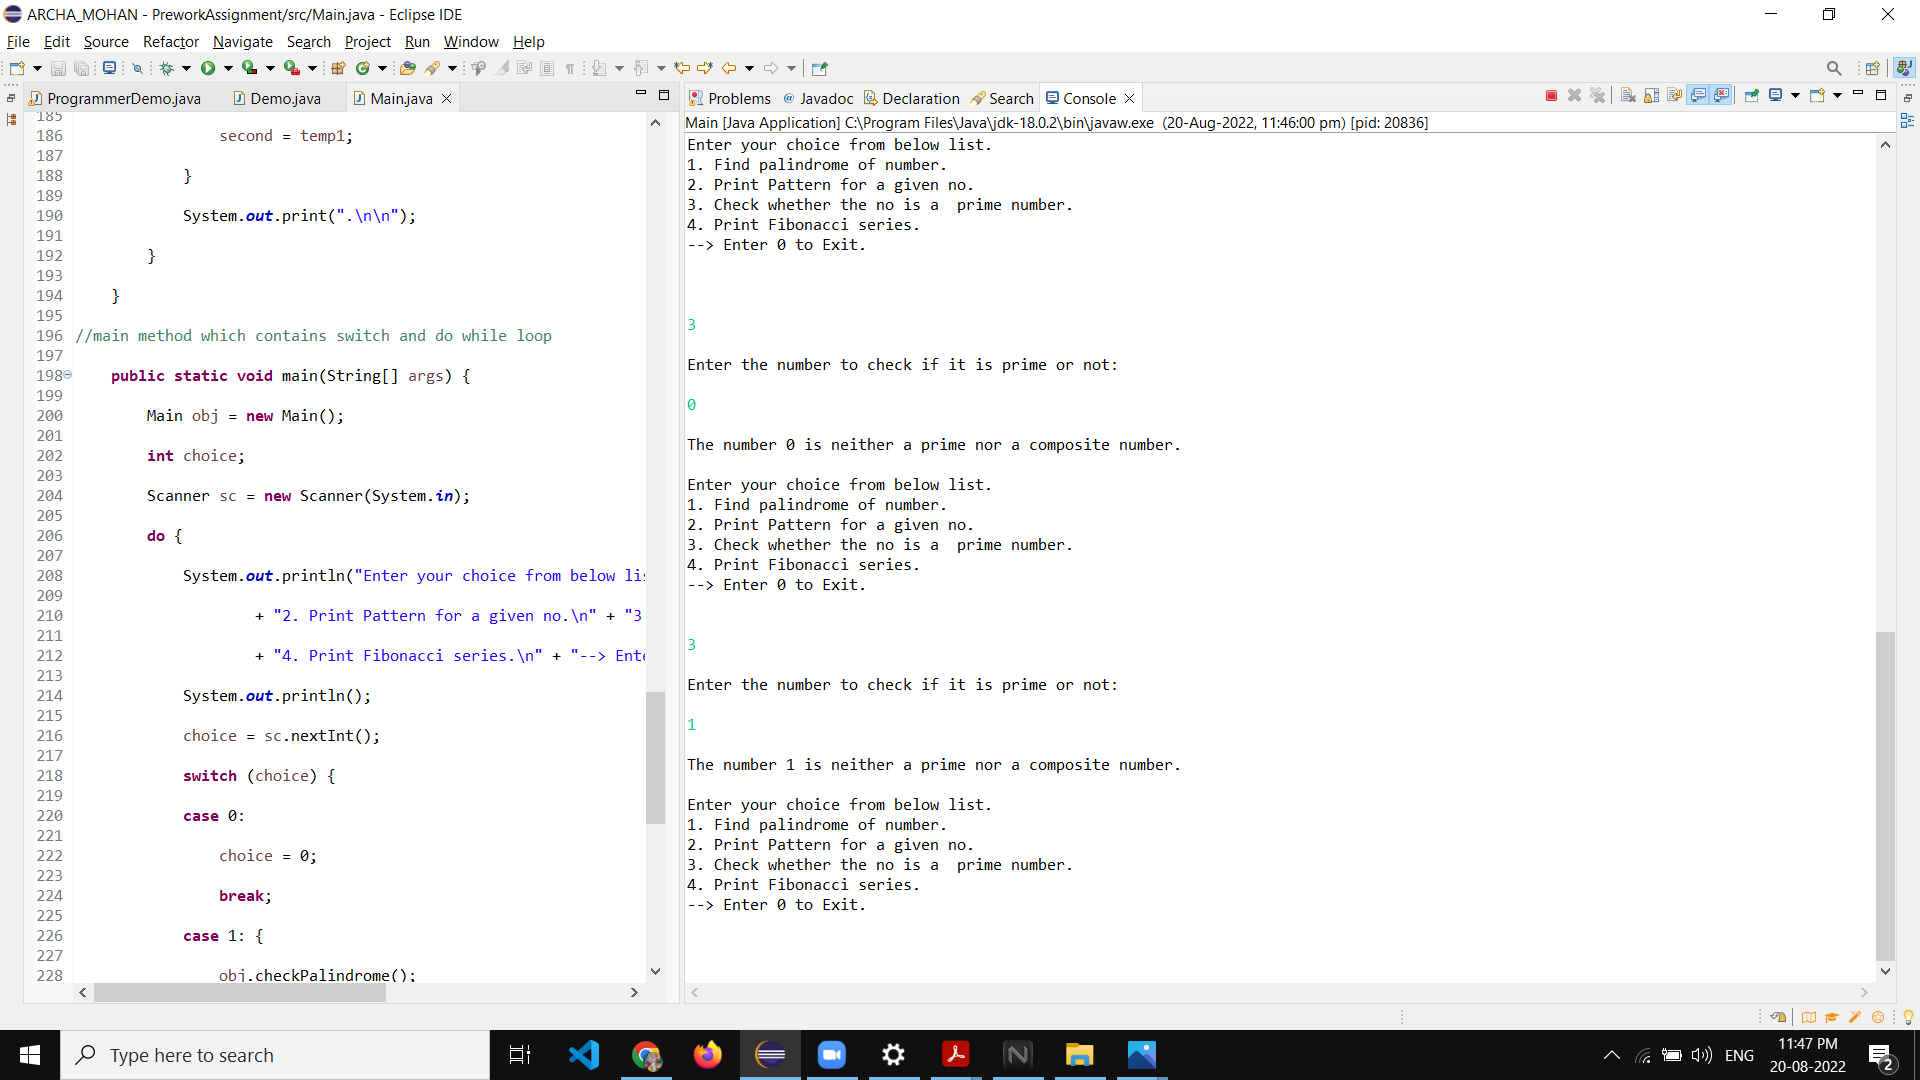 ARCHA_MOHAN - PreworkAssignment/src/Main.java - Eclipse IDE
File Edit Source Refactor Navigate Search Project Run Window Help
ProgrammerDemo.java Demo.java Main.java
Problems @ Javadoc Declaration Search Console
Main [Java Application] C:\Program Files\Java\jdk-18.0.2\bin\javaw.exe (20-Aug-2022, 11:46:00 pm) [pid: 20836]
185
186 second = temp1;
187
188 }
189
190 System.out.print(".\n\n");
191
192 }
193
194 }
195
196 //main method which contains switch and do while loop
197
198 public static void main(String[] args) {
199
200 Main obj = new Main();
201
202 int choice;
203
204 Scanner sc = new Scanner(System.in);
205
206 do {
207
208 System.out.println("Enter your choice from below lis
209
210 + "2. Print Pattern for a given no.\n" + "3
211
212 + "4. Print Fibonacci series.\n" + "--> Ente
213
214 System.out.println();
215
216 choice = sc.nextInt();
217
218 switch (choice) {
219
220 case 0:
221
222 choice = 0;
223
224 break;
225
226 case 1: {
227
228 obj.checkPalindrome();
Enter your choice from below list.
1. Find palindrome of number.
2. Print Pattern for a given no.
3. Check whether the no is a  prime number.
4. Print Fibonacci series.
--> Enter 0 to Exit.
3
Enter the number to check if it is prime or not:
0
The number 0 is neither a prime nor a composite number.
Enter your choice from below list.
1. Find palindrome of number.
2. Print Pattern for a given no.
3. Check whether the no is a  prime number.
4. Print Fibonacci series.
--> Enter 0 to Exit.
3
Enter the number to check if it is prime or not:
1
The number 1 is neither a prime nor a composite number.
Enter your choice from below list.
1. Find palindrome of number.
2. Print Pattern for a given no.
3. Check whether the no is a  prime number.
4. Print Fibonacci series.
--> Enter 0 to Exit.
Type here to search
ENG
11:47 PM
20-08-2022
2